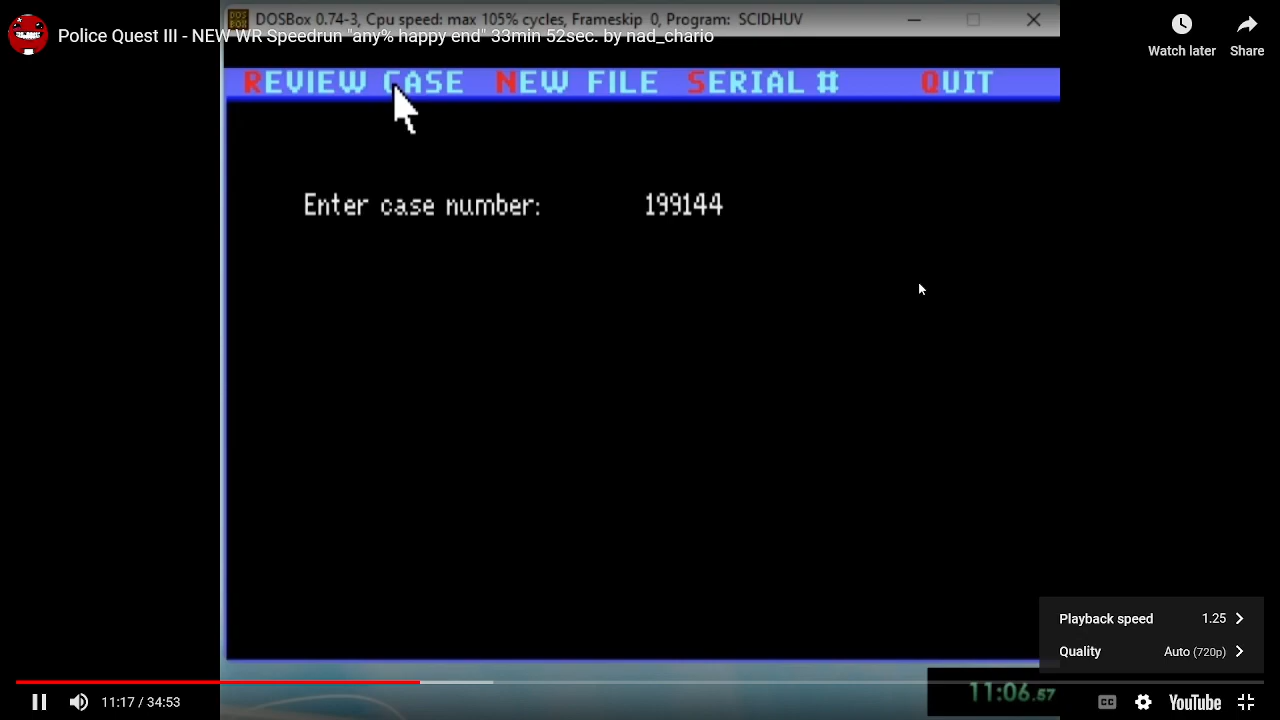 DOSBox 0.74-3, Cpu speed: max 105% cycles, Frameskip 0, Program: SCIDHUV
Police Quest III - NEW WR Speedrun "any% happy end" 33min 52sec. by nad_chario
Watch later
Share
REVIEW CASE NEW FILE SERIAL # QUIT
Enter case number: 199144
Playback speed 1.25
Quality Auto (720p)
11:06.57
11:17 / 34:53
CC
YouTube